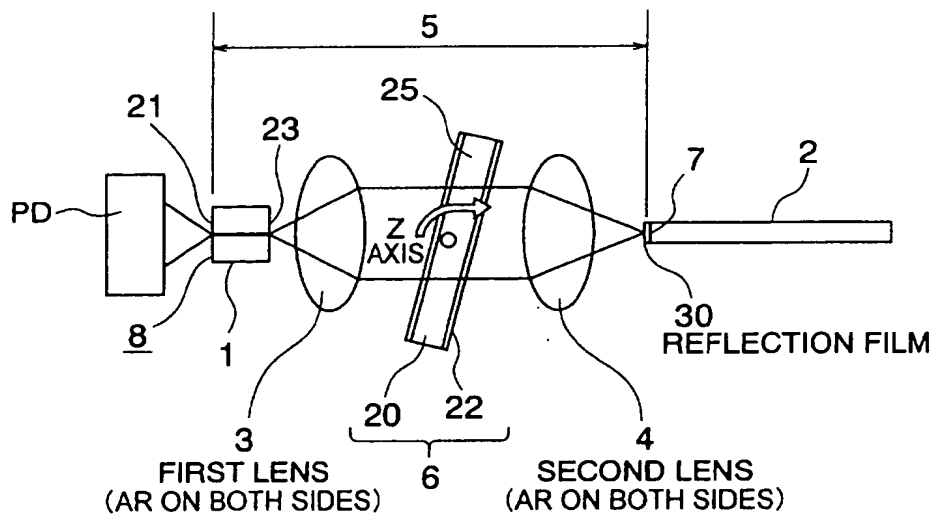 5
25
21
23
7
2
PD
Z
AXIS
8
1
30
REFLECTION FILM
20
22
3
6
4
FIRST LENS
(AR ON BOTH SIDES)
SECOND LENS
(AR ON BOTH SIDES)